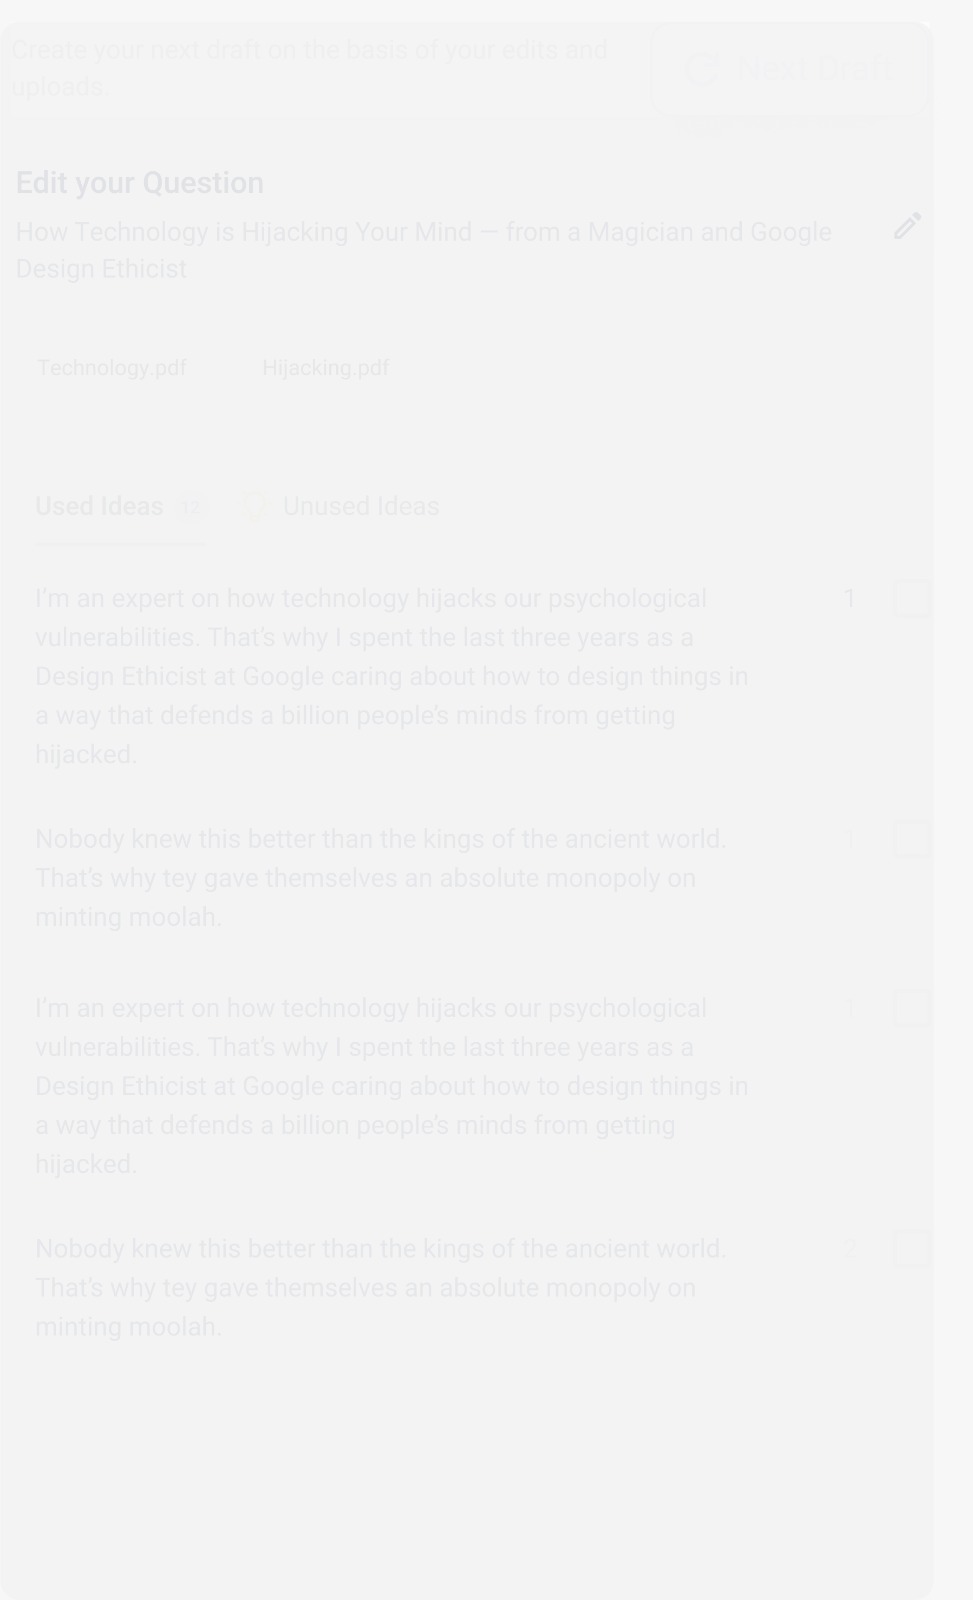 Create your next draft on the basis of your edits and
uploads.
Next Draft
Edit your Question
How Technology is Hijacking Your Mind — from a Magician and Google
Design Ethicist
Technology.pdf Hijacking.pdf
Used Ideas 12 Unused Ideas
I'm an expert on how technology hijacks our psychological 1
vulnerabilities. That's why I spent the last three years as a
Design Ethicist at Google caring about how to design things in
a way that defends a billion people's minds from getting
hijacked.
Nobody knew this better than the kings of the ancient world. 1
That's why tey gave themselves an absolute monopoly on
minting moolah.
I'm an expert on how technology hijacks our psychological 1
vulnerabilities. That's why I spent the last three years as a
Design Ethicist at Google caring about how to design things in
a way that defends a billion people's minds from getting
hijacked.
Nobody knew this better than the kings of the ancient world. 2
That's why tey gave themselves an absolute monopoly on
minting moolah.